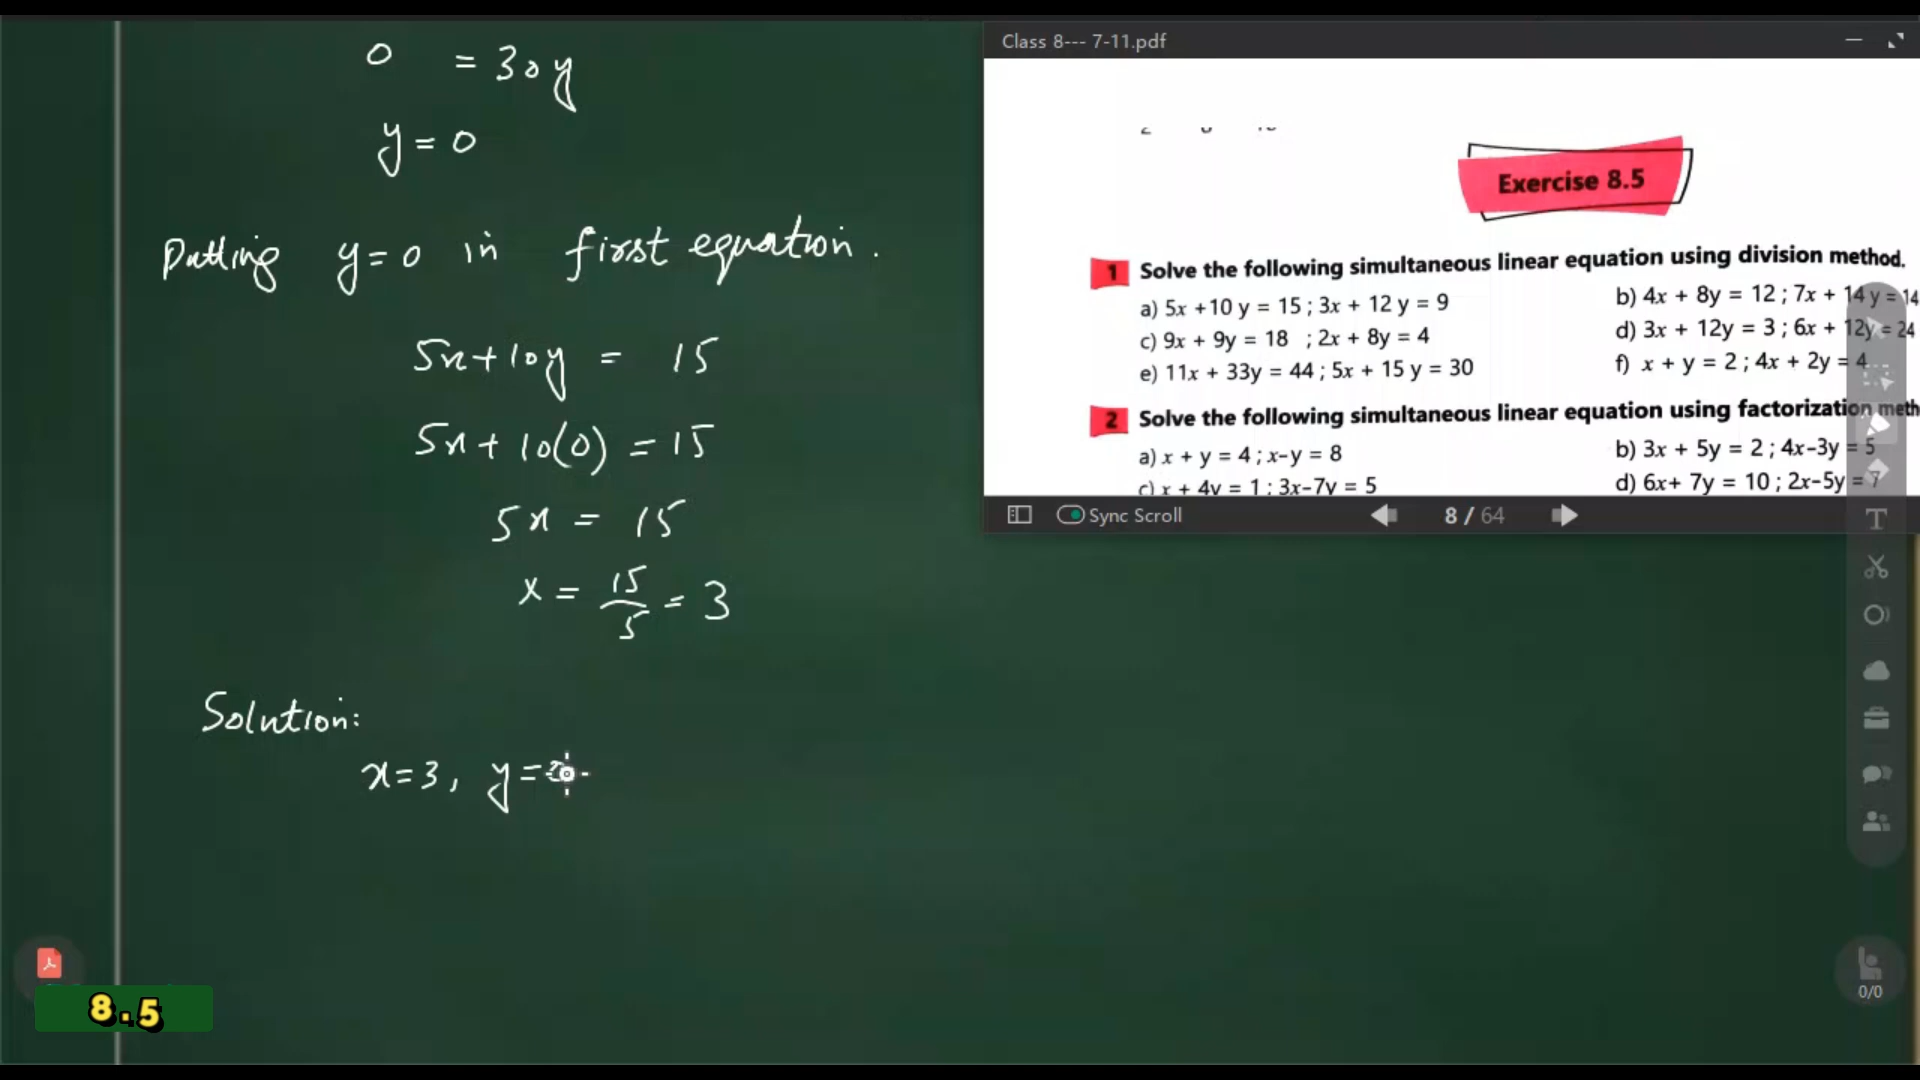 0 = 30y
y = 0
Putting y=0 in first equation.
5x+10y = 15
5x+10(0) = 15
5x = 15
x = 15/5 = 3
Solution:
x=3, y=
8.5
Class 8--- 7-11.pdf
Exercise 8.5
1 Solve the following simultaneous linear equation using division method.
a) 5x +10 y = 15 ; 3x + 12 y = 9
b) 4x + 8y = 12 ; 7x + 14 y = 14
c) 9x + 9y = 18 ; 2x + 8y = 4
d) 3x + 12y = 3 ; 6x + 12y = 24
e) 11x + 33y = 44 ; 5x + 15 y = 30
f) x + y = 2 ; 4x + 2y = 4
2 Solve the following simultaneous linear equation using factorization meth
a) x + y = 4 ; x-y = 8
b) 3x + 5y = 2 ; 4x-3y = 5
c) x + 4y = 1 ; 3x-7y = 5
d) 6x+ 7y = 10 ; 2x-5y = 7
Sync Scroll
8 / 64
T
0/0